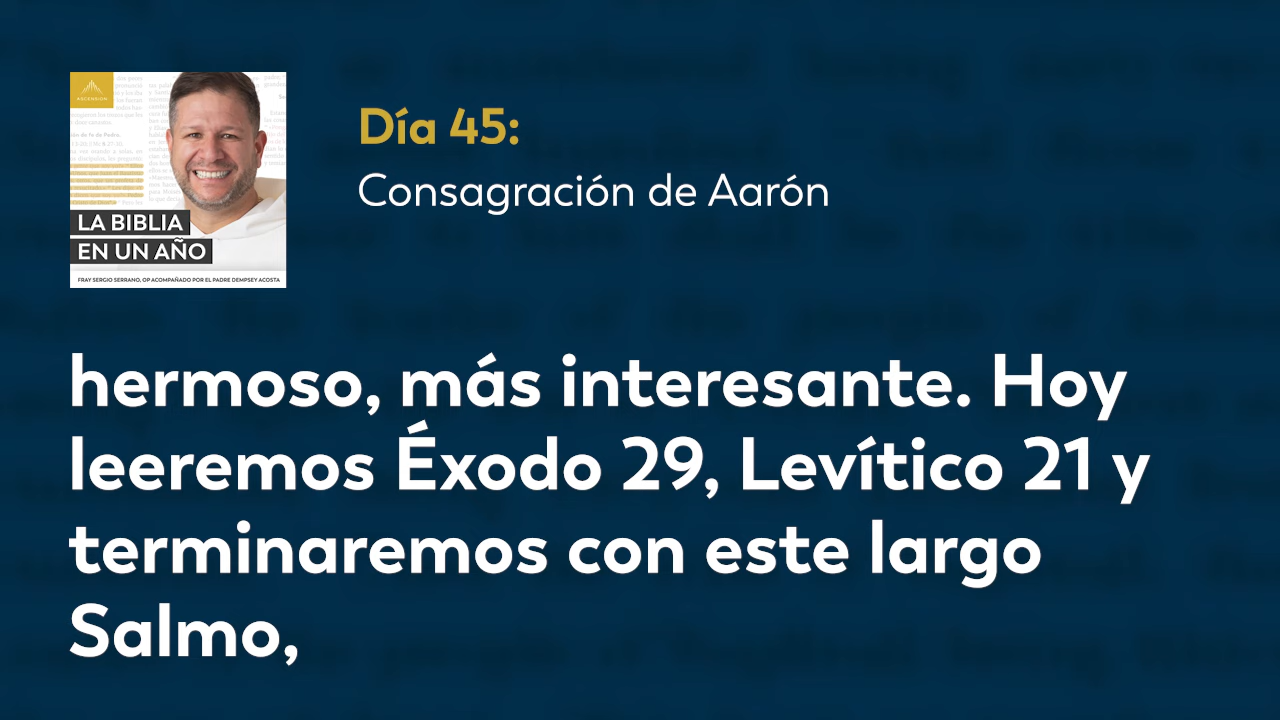 ASCENSION
LA BIBLIA
EN UN AÑO
FRAY SERGIO SERRANO, OP ACOMPAÑADO POR EL PADRE DEMPSEY ACOSTA
Día 45:
Consagración de Aarón
hermoso, más interesante. Hoy
leeremos Éxodo 29, Levítico 21 y
terminaremos con este largo
Salmo,